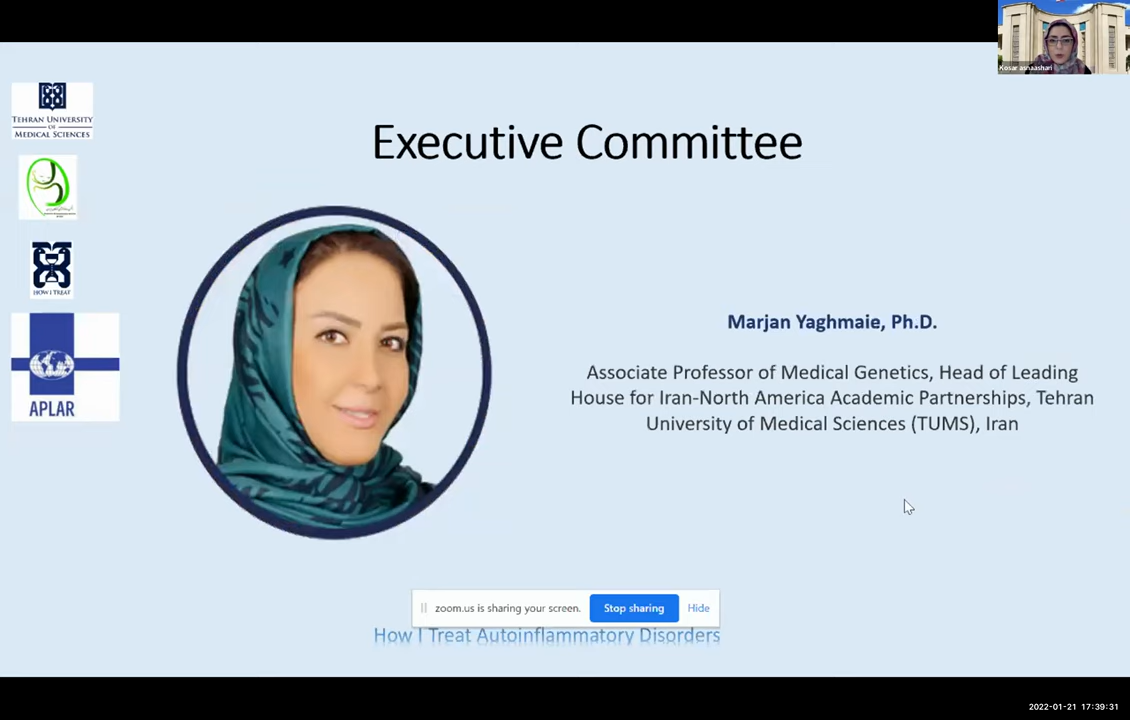 Kosar asnaashari
TEHRAN UNIVERSITY
OF
MEDICAL SCIENCES
Executive Committee
HOW I TREAT
APLAR
Marjan Yaghmaie, Ph.D.
Associate Professor of Medical Genetics, Head of Leading
House for Iran-North America Academic Partnerships, Tehran
University of Medical Sciences (TUMS), Iran
zoom.us is sharing your screen. Stop sharing Hide
How I Treat Autoinflammatory Disorders
2022-01-21 17:39:31